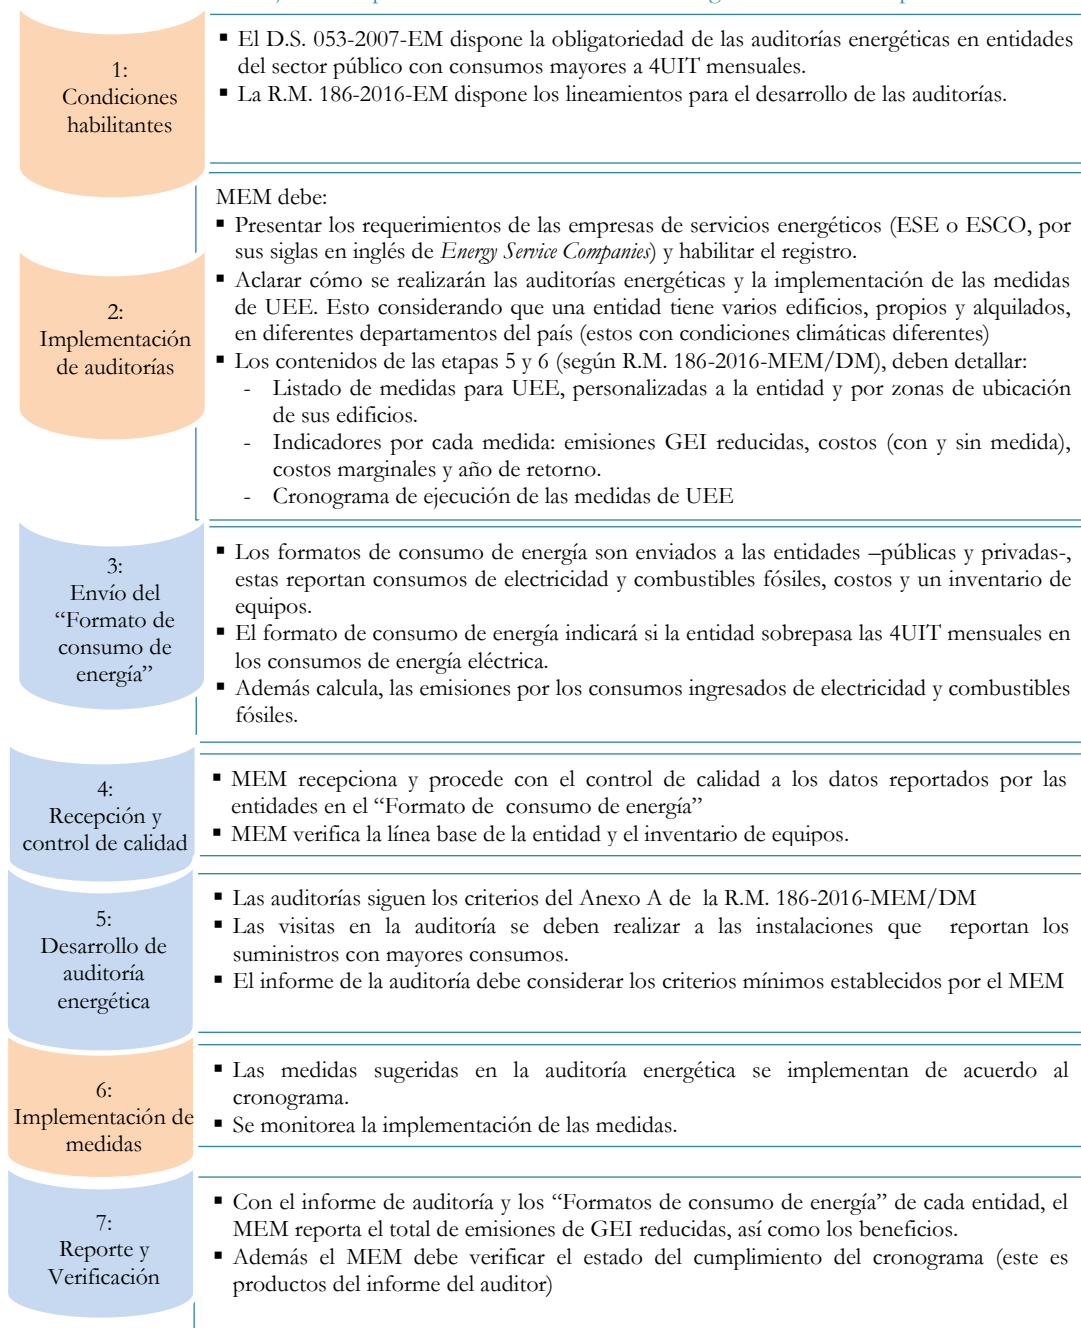 1:
Condiciones
habilitantes
▪ El D.S. 053-2007-EM dispone la obligatoriedad de las auditorías energéticas en entidades
del sector público con consumos mayores a 4UIT mensuales.
▪ La R.M. 186-2016-EM dispone los lineamientos para el desarrollo de las auditorías.
2:
Implementación
de auditorías
MEM debe:
▪ Presentar los requerimientos de las empresas de servicios energéticos (ESE o ESCO, por
sus siglas en inglés de Energy Service Companies) y habilitar el registro.
▪ Aclarar cómo se realizarán las auditorías energéticas y la implementación de las medidas
de UEE. Esto considerando que una entidad tiene varios edificios, propios y alquilados,
en diferentes departamentos del país (estos con condiciones climáticas diferentes)
▪ Los contenidos de las etapas 5 y 6 (según R.M. 186-2016-MEM/DM), deben detallar:
- Listado de medidas para UEE, personalizadas a la entidad y por zonas de ubicación
de sus edificios.
- Indicadores por cada medida: emisiones GEI reducidas, costos (con y sin medida),
costos marginales y año de retorno.
- Cronograma de ejecución de las medidas de UEE
3:
Envío del
“Formato de
consumo de
energía”
▪ Los formatos de consumo de energía son enviados a las entidades –públicas y privadas-,
estas reportan consumos de electricidad y combustibles fósiles, costos y un inventario de
equipos.
▪ El formato de consumo de energía indicará si la entidad sobrepasa las 4UIT mensuales en
los consumos de energía eléctrica.
▪ Además calcula, las emisiones por los consumos ingresados de electricidad y combustibles
fósiles.
4:
Recepción y
control de calidad
▪ MEM recepciona y procede con el control de calidad a los datos reportados por las
entidades en el “Formato de consumo de energía”
▪ MEM verifica la línea base de la entidad y el inventario de equipos.
5:
Desarrollo de
auditoría
energética
▪ Las auditorías siguen los criterios del Anexo A de la R.M. 186-2016-MEM/DM
▪ Las visitas en la auditoría se deben realizar a las instalaciones que reportan los
suministros con mayores consumos.
▪ El informe de la auditoría debe considerar los criterios mínimos establecidos por el MEM
6:
Implementación de
medidas
▪ Las medidas sugeridas en la auditoría energética se implementan de acuerdo al
cronograma.
▪ Se monitorea la implementación de las medidas.
7:
Reporte y
Verificación
▪ Con el informe de auditoría y los “Formatos de consumo de energía” de cada entidad, el
MEM reporta el total de emisiones de GEI reducidas, así como los beneficios.
▪ Además el MEM debe verificar el estado del cumplimiento del cronograma (este es
productos del informe del auditor)